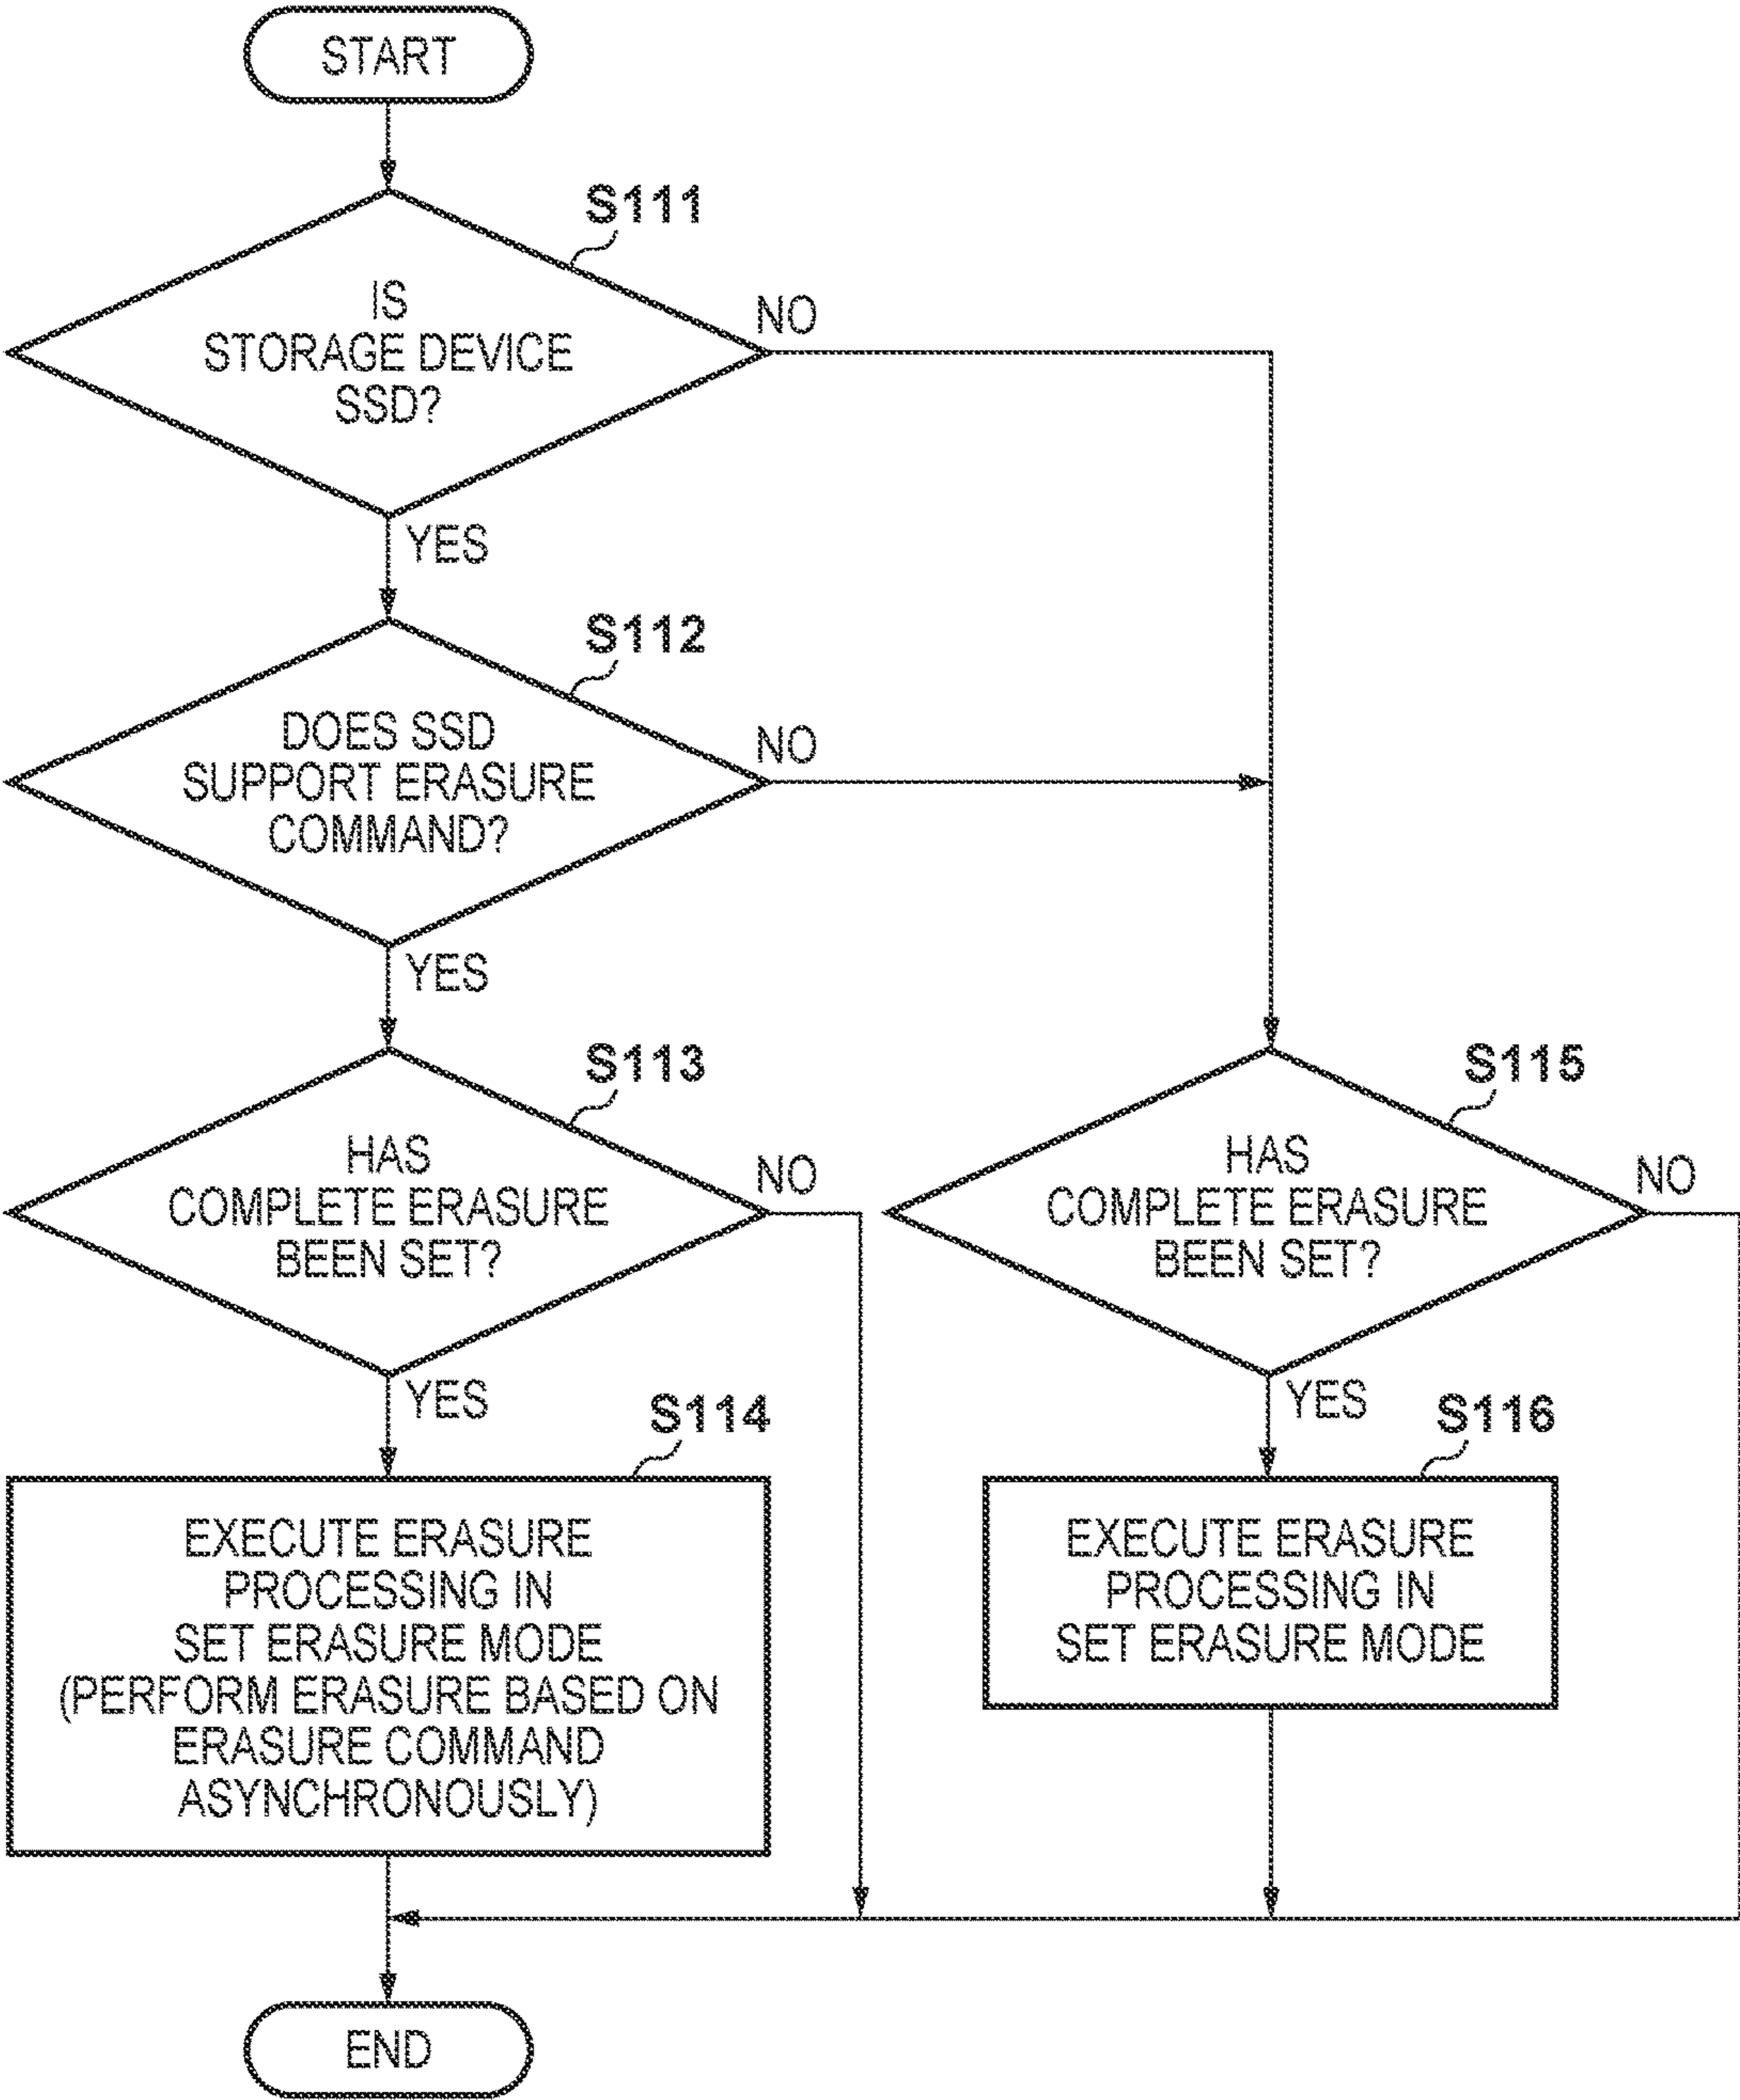 START
S111
IS
STORAGE DEVICE
SSD?
NO
YES
S112
DOES SSD
SUPPORT ERASURE
COMMAND?
NO
YES
S113
HAS
COMPLETE ERASURE
BEEN SET?
NO
YES
S115
HAS
COMPLETE ERASURE
BEEN SET?
NO
YES
S114
EXECUTE ERASURE
PROCESSING IN
SET ERASURE MODE
(PERFORM ERASURE BASED ON
ERASURE COMMAND
ASYNCHRONOUSLY)
S116
EXECUTE ERASURE
PROCESSING IN
SET ERASURE MODE
END